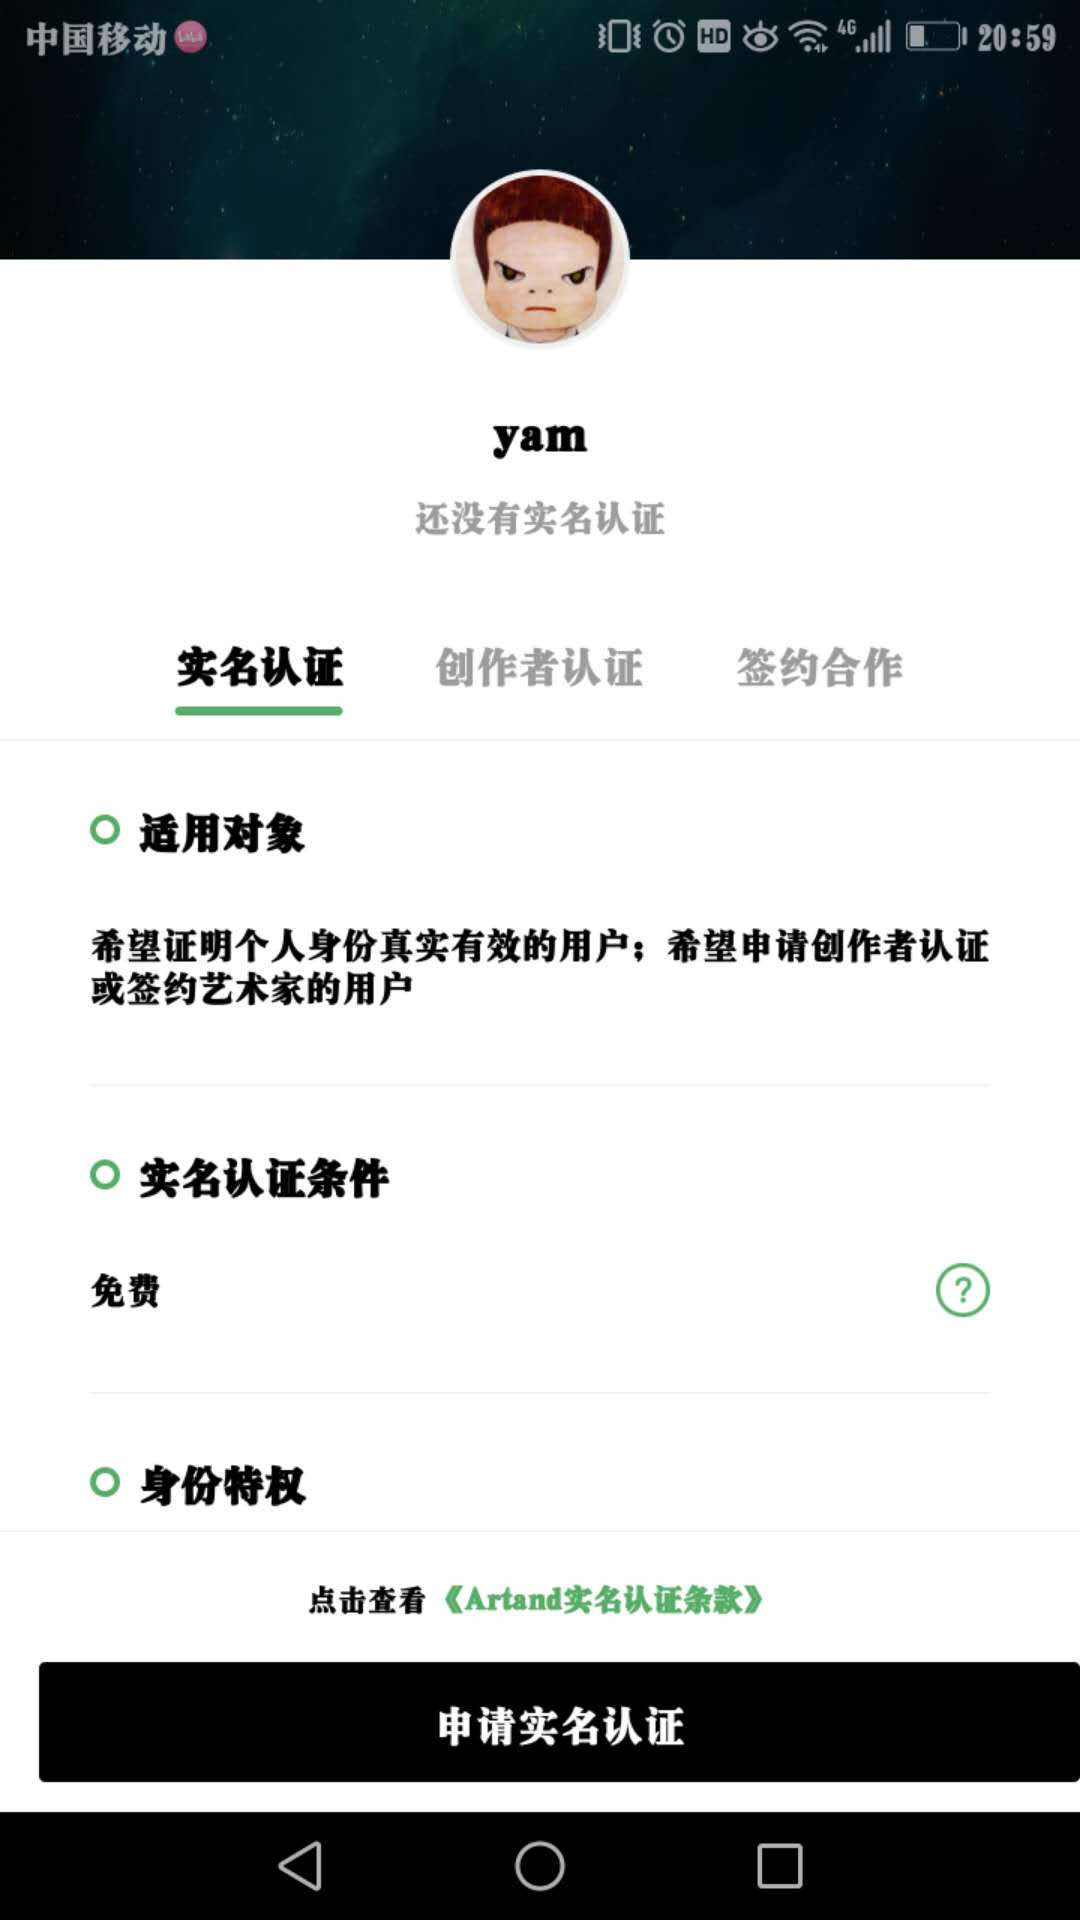 中国移动 HD 4G 20:59
yam
还没有实名认证
实名认证 创作者认证 签约合作
适用对象
希望证明个人身份真实有效的用户；希望申请创作者认证
或签约艺术家的用户
实名认证条件
免费 ?
身份特权
点击查看《Artand实名认证条款》
申请实名认证